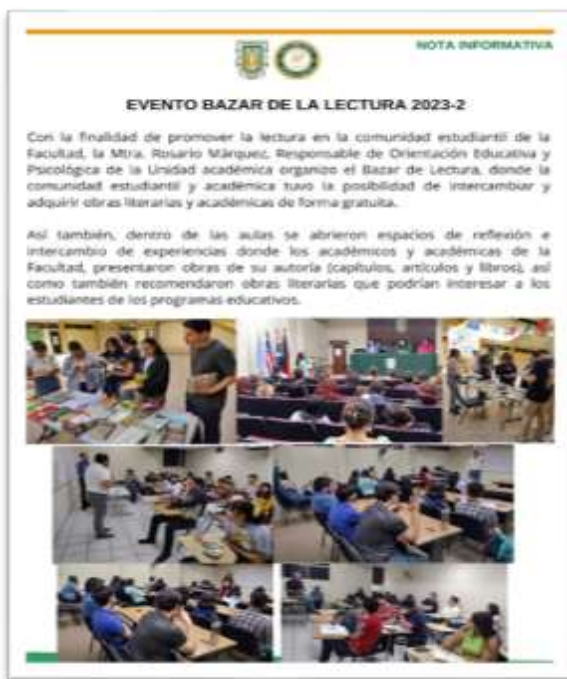 NOTA INFORMATIVA
EVENTO BAZAR DE LA LECTURA 2023-2
Con la finalidad de promover la lectura en la comunidad estudiantil de la
Facultad, la Mtra. Rosario Márquez, Responsable de Orientación Educativa y
Psicológica de la Unidad académica organizo el Bazar de Lectura, donde la
comunidad estudiantil y académica tuvo la posibilidad de intercambiar y
adquirir obras literarias y académicas de forma gratuita.
Así también, dentro de las aulas se abrieron espacios de reflexión e
intercambio de experiencias donde los académicos y académicas de la
Facultad, presentaron obras de su autoría (capítulos, artículos y libros), así
como también recomendaron obras literarias que podrían interesar a los
estudiantes de los programas educativos.